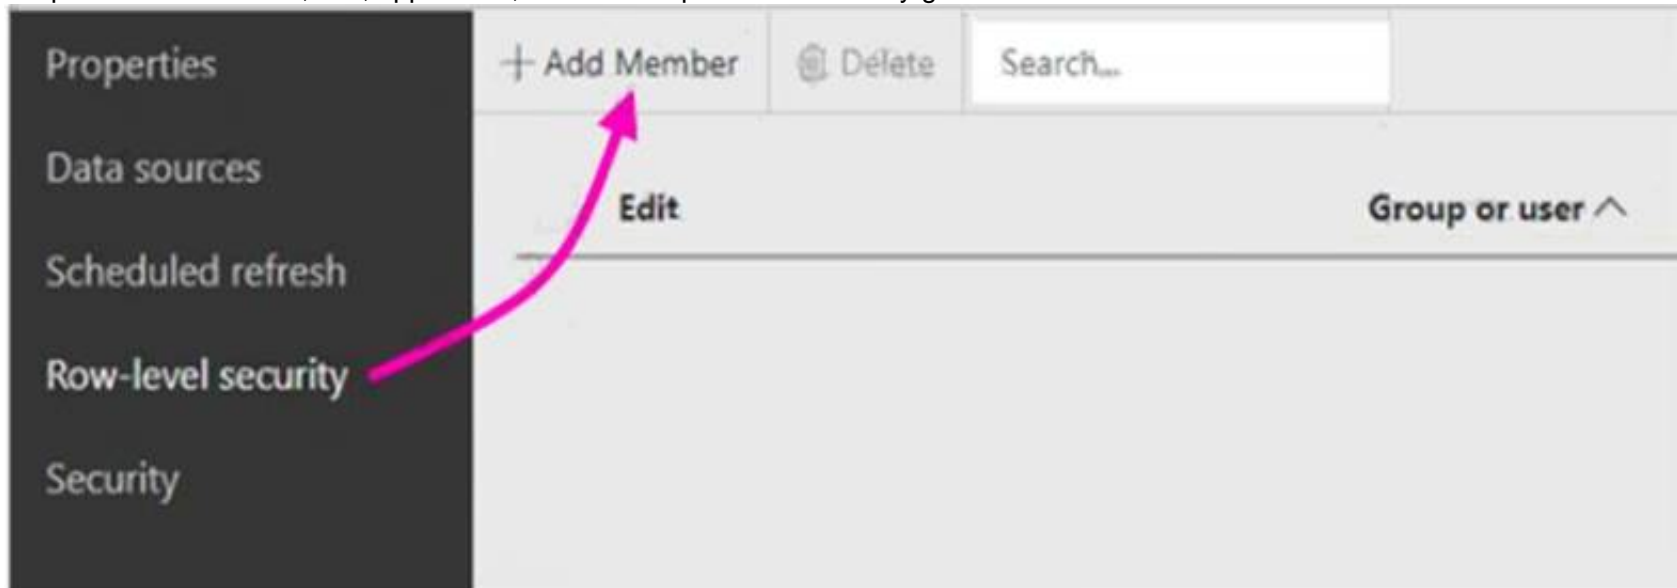 Properties
+ Add Member
Delete
Search...
Data sources
Edit
Group or user
Scheduled refresh
Row-level security
Security